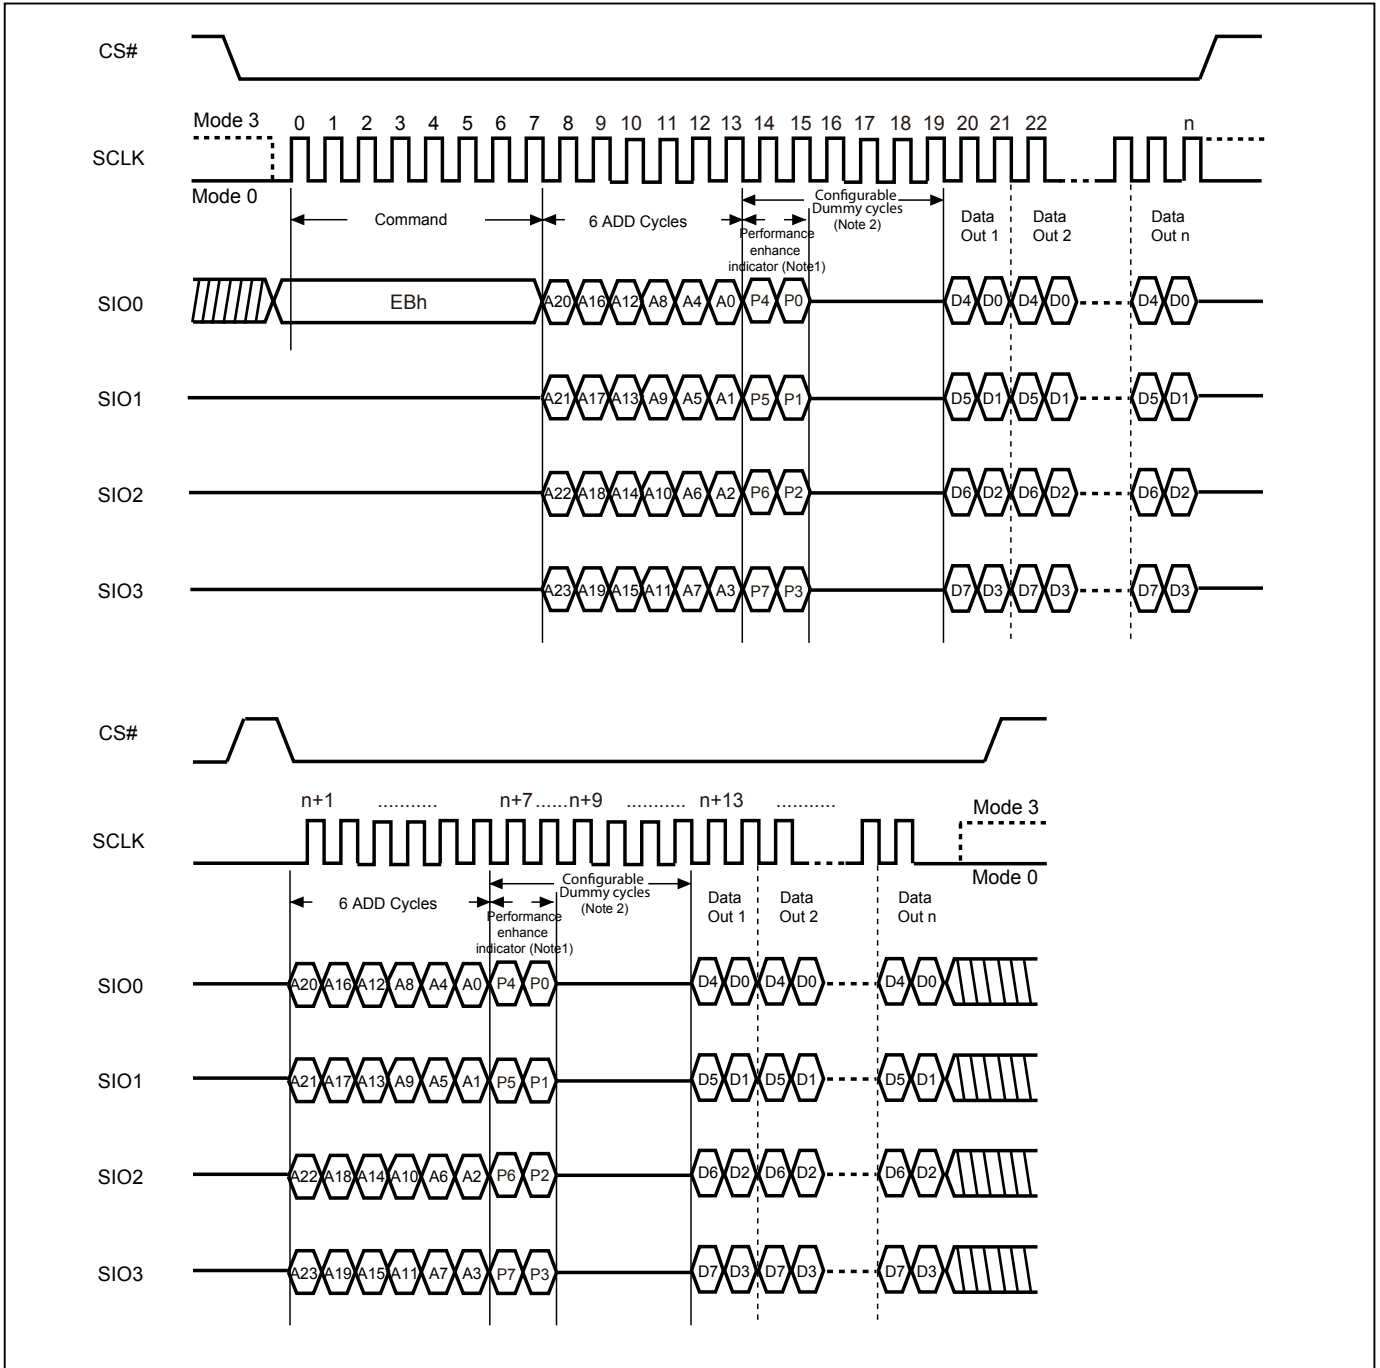 CS#
Mode 3
0 1 2 3 4 5 6 7 8 9 10 11 12 13 14 15 16 17 18 19 20 21 22 n
SCLK
Mode 0
Command
6 ADD Cycles
Configurable
Dummy cycles
(Note 2)
Performance
enhance
indicator (Note1)
Data
Out 1
Data
Out 2
Data
Out n
SIO0
EBh
A20 A16 A12 A8 A4 A0 P4 P0 D4 D0 D4 D0 D4 D0
SIO1
A21 A17 A13 A9 A5 A1 P5 P1 D5 D1 D5 D1 D5 D1
SIO2
A22 A18 A14 A10 A6 A2 P6 P2 D6 D2 D6 D2 D6 D2
SIO3
A23 A19 A15 A11 A7 A3 P7 P3 D7 D3 D7 D3 D7 D3
CS#
n+1 ........... n+7......n+9 ........... n+13 ...........
Mode 3
SCLK
Mode 0
6 ADD Cycles
Configurable
Dummy cycles
(Note 2)
Performance
enhance
indicator (Note1)
Data
Out 1
Data
Out 2
Data
Out n
SIO0
A20 A16 A12 A8 A4 A0 P4 P0 D4 D0 D4 D0 D4 D0
SIO1
A21 A17 A13 A9 A5 A1 P5 P1 D5 D1 D5 D1 D5 D1
SIO2
A22 A18 A14 A10 A6 A2 P6 P2 D6 D2 D6 D2 D6 D2
SIO3
A23 A19 A15 A11 A7 A3 P7 P3 D7 D3 D7 D3 D7 D3